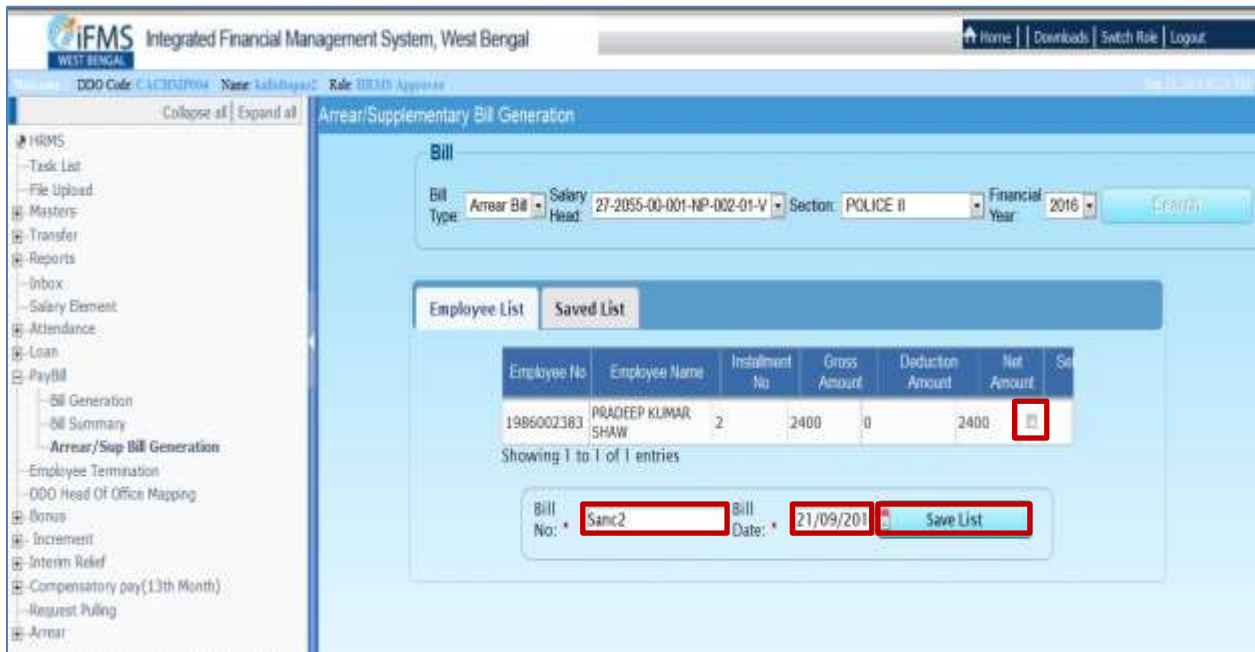 iFMS Integrated Financial Management System, West Bengal
WEST BENGAL
Home | | Downloads | Switch Role | Logout
DDO Code Name Role HRMS Approver
Collapse all | Expand all
HRMS
Task List
File Upload
Masters
Transfer
Reports
Inbox
Salary Element
Attendance
Loan
PayBill
Bill Generation
Bill Summary
Arrear/Sup Bill Generation
Employee Termination
DDO Head Of Office Mapping
Bonus
Increment
Interim Relief
Compensatory pay(13th Month)
Request Pulling
Arrear
Arrear/Supplementary Bill Generation
Bill
Bill Type: Arrear Bill Salary Head: 27-2055-00-001-NP-002-01-V Section: POLICE II Financial Year 2016 Search
Employee List Saved List
Employee No Employee Name Installment No Gross Amount Deduction Amount Net Amount Se
1986002383 PRADEEP KUMAR SHAW 2 2400 0 2400
Showing 1 to 1 of 1 entries
Bill No: * Sanc2 Bill Date: * 21/09/201 Save List